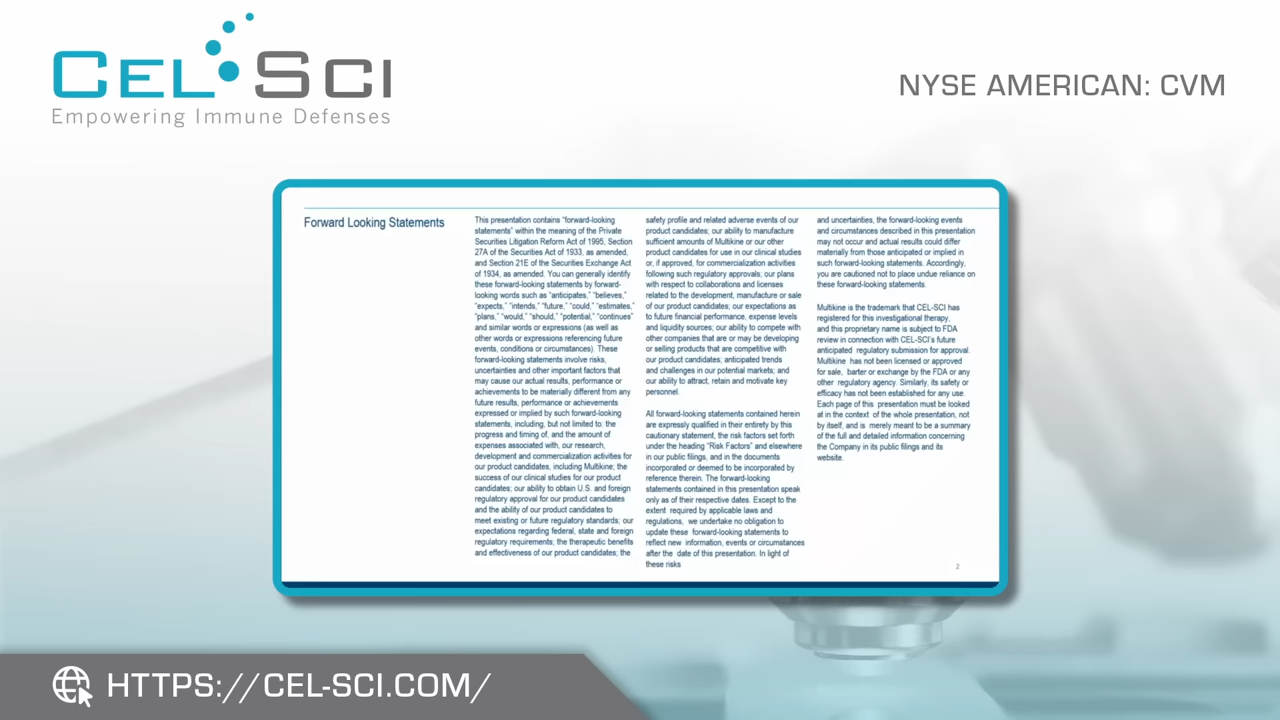 CEL SCI
Empowering Immune Defenses
NYSE AMERICAN: CVM
Forward Looking Statements
This presentation contains "forward-looking
statements" within the meaning of the Private
Securities Litigation Reform Act of 1995, Section
27A of the Securities Act of 1933, as amended,
and Section 21E of the Securities Exchange Act
of 1934, as amended. You can generally identify
these forward-looking statements by forward-
looking words such as "anticipates," "believes,"
"expects," "intends," "future," "could," "estimates,"
"plans," "would," "should," "potential," "continues"
and similar words or expressions (as well as
other words or expressions referencing future
events, conditions or circumstances). These
forward-looking statements involve risks,
uncertainties and other important factors that
may cause our actual results, performance or
achievements to be materially different from any
future results, performance or achievements
expressed or implied by such forward-looking
statements, including, but not limited to: the
progress and timing of, and the amount of
expenses associated with, our research,
development and commercialization activities for
our product candidates, including Multikine; the
success of our clinical studies for our product
candidates; our ability to obtain U.S. and foreign
regulatory approval for our product candidates
and the ability of our product candidates to
meet existing or future regulatory standards; our
expectations regarding federal, state and foreign
regulatory requirements; the therapeutic benefits
and effectiveness of our product candidates; the
safety profile and related adverse events of our
product candidates; our ability to manufacture
sufficient amounts of Multikine or our other
product candidates for use in our clinical studies
or, if approved, for commercialization activities
following such regulatory approvals; our plans
with respect to collaborations and licenses
related to the development, manufacture or sale
of our product candidates; our expectations as
to future financial performance, expense levels
and liquidity sources; our ability to compete with
other companies that are or may be developing
or selling products that are competitive with
our product candidates; anticipated trends
and challenges in our potential markets; and
our ability to attract, retain and motivate key
personnel.
All forward-looking statements contained herein
are expressly qualified in their entirety by this
cautionary statement, the risk factors set forth
under the heading "Risk Factors" and elsewhere
in our public filings, and in the documents
incorporated or deemed to be incorporated by
reference therein. The forward-looking
statements contained in this presentation speak
only as of their respective dates. Except to the
extent required by applicable laws and
regulations, we undertake no obligation to
update these forward-looking statements to
reflect new information, events or circumstances
after the date of this presentation. In light of
these risks
and uncertainties, the forward-looking events
and circumstances described in this presentation
may not occur and actual results could differ
materially from those anticipated or implied in
such forward-looking statements. Accordingly,
you are cautioned not to place undue reliance on
these forward-looking statements.
Multikine is the trademark that CEL-SCI has
registered for this investigational therapy,
and this proprietary name is subject to FDA
review in connection with CEL-SCI's future
anticipated regulatory submission for approval.
Multikine has not been licensed or approved
for sale, barter or exchange by the FDA or any
other regulatory agency. Similarly, its safety or
efficacy has not been established for any use.
Each page of this presentation must be looked
at in the context of the whole presentation, not
by itself, and is merely meant to be a summary
of the full and detailed information concerning
the Company in its public filings and its
website.
2
HTTPS://CEL-SCI.COM/